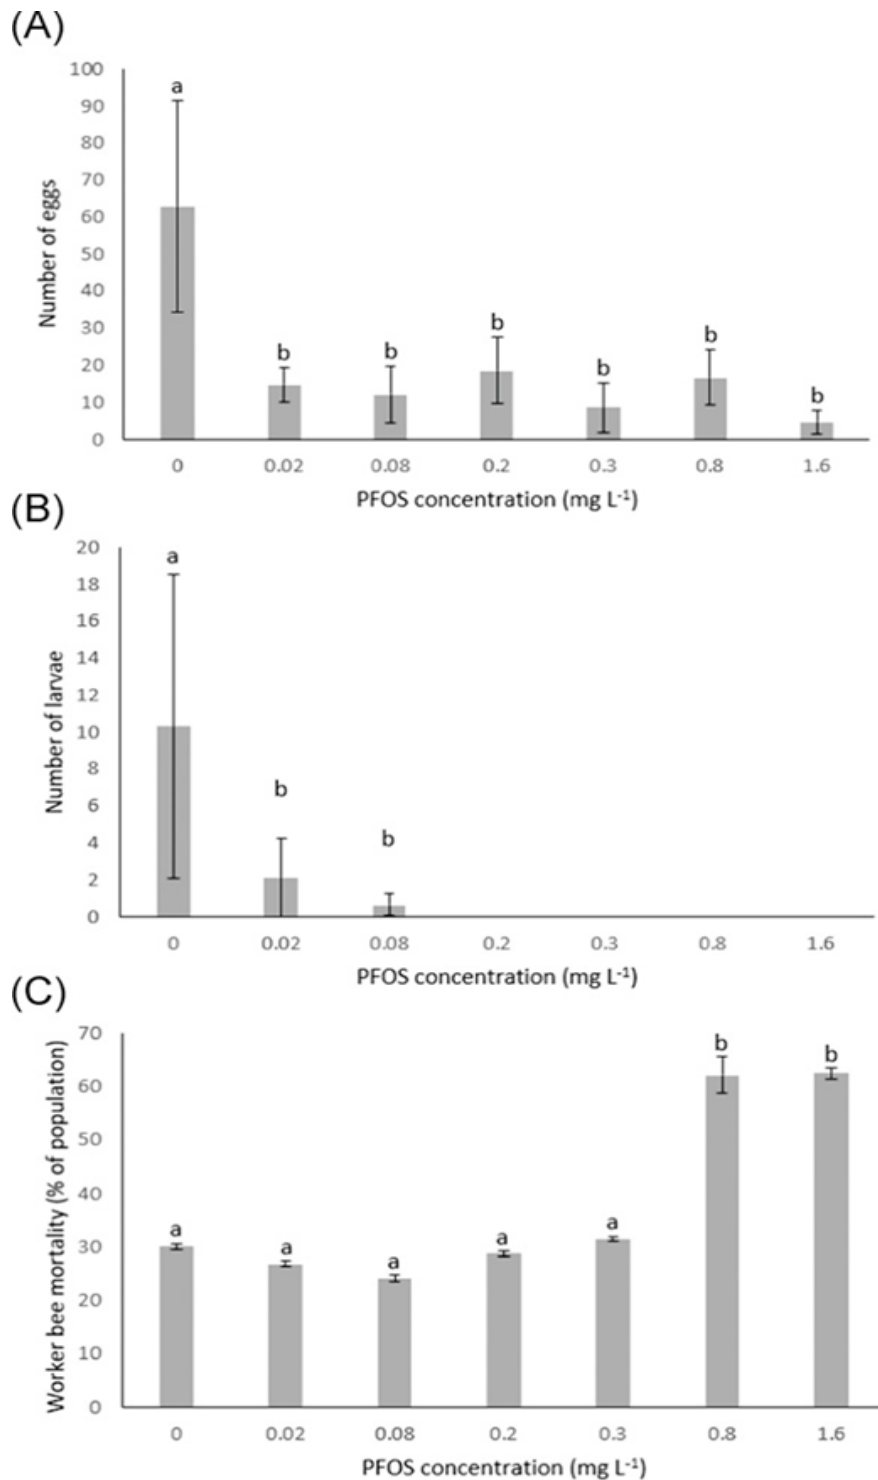 (A)
100
90
80
70
60
50
40
30
20
10
0
Number of eggs
a
b
b
b
b
b
b
0 0.02 0.08 0.2 0.3 0.8 1.6
PFOS concentration (mg L⁻¹)
(B)
20
18
16
14
12
10
8
6
4
2
0
Number of larvae
a
b
b
0 0.02 0.08 0.2 0.3 0.8 1.6
PFOS concentration (mg L⁻¹)
(C)
70
60
50
40
30
20
10
0
Worker bee mortality (% of population)
a
a
a
a
a
b
b
0 0.02 0.08 0.2 0.3 0.8 1.6
PFOS concentration (mg L⁻¹)